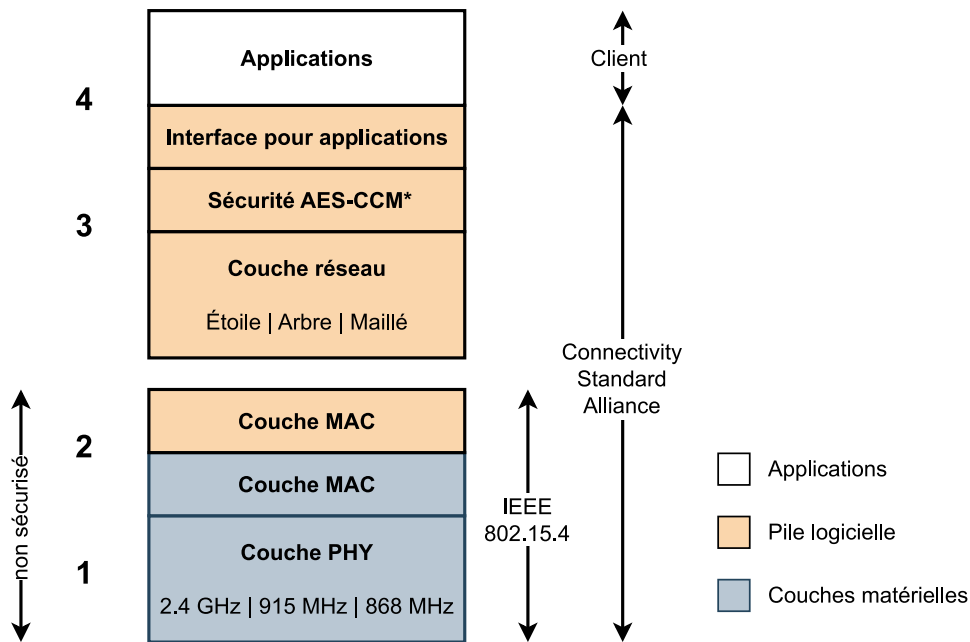 Applications
Client
4
Interface pour applications
Sécurité AES-CCM*
3
Couche réseau
Étoile | Arbre | Maillé
Connectivity
Standard
Alliance
Couche MAC
2
Couche MAC
non sécurisé
IEEE
802.15.4
Couche PHY
1
2.4 GHz | 915 MHz | 868 MHz
Applications
Pile logicielle
Couches matérielles